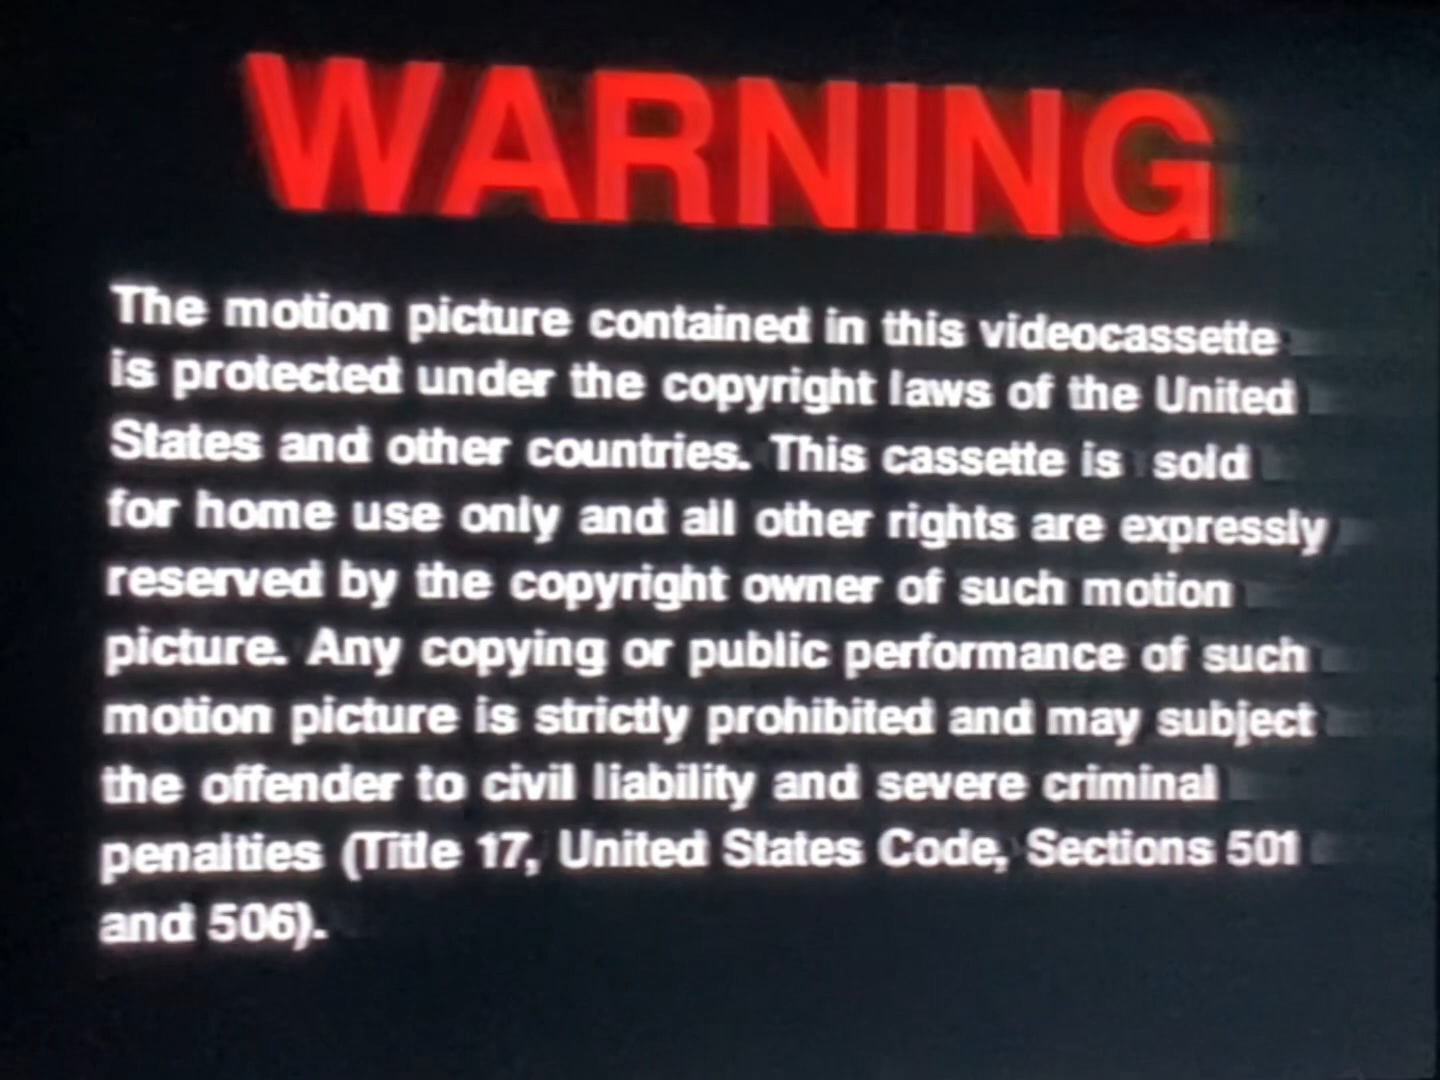 WARNING
The motion picture contained in this videocassette
is protected under the copyright laws of the United
States and other countries. This cassette is sold
for home use only and all other rights are expressly
reserved by the copyright owner of such motion
picture. Any copying or public performance of such
motion picture is strictly prohibited and may subject
the offender to civil liability and severe criminal
penalties (Title 17, United States Code, Sections 501
and 506).